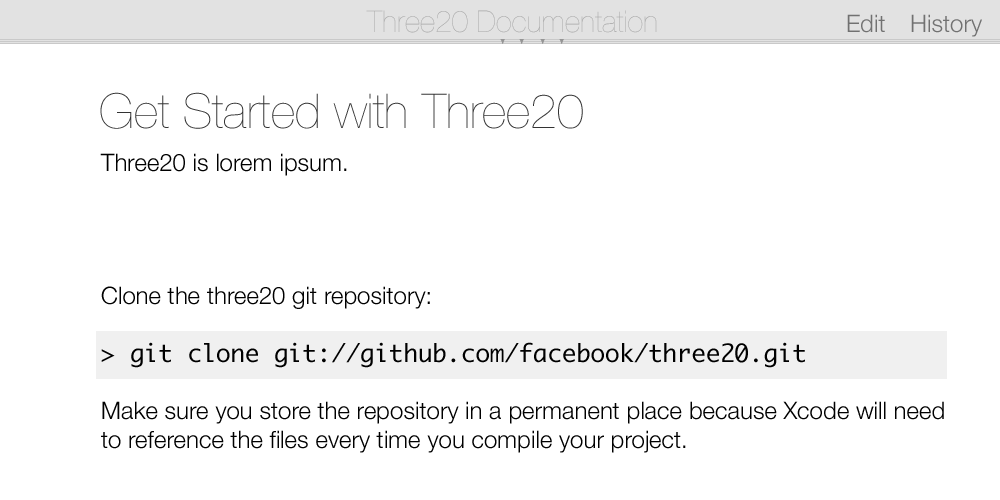 Three20 Documentation
Edit History
Get Started with Three20
Three20 is lorem ipsum.
Clone the three20 git repository:
> git clone git://github.com/facebook/three20.git
Make sure you store the repository in a permanent place because Xcode will need
to reference the files every time you compile your project.